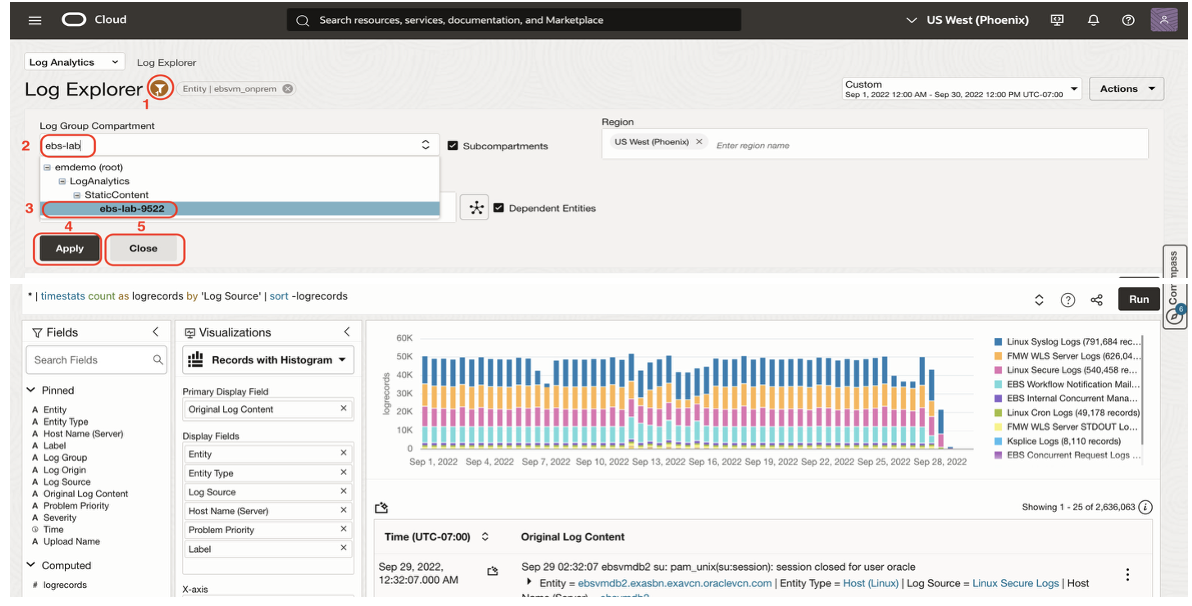 Cloud
Search resources, services, documentation, and Marketplace
US West (Phoenix)
Log Analytics
Log Explorer
Log Explorer
1
Entity | ebsvm_onprem
Custom
Sep 1, 2022 12:00 AM - Sep 30, 2022 12:00 PM UTC-07:00
Actions
Log Group Compartment
2
ebs-lab
Subcompartments
Region
US West (Phoenix) ×
Enter region name
emdemo (root)
LogAnalytics
StaticContent
3
ebs-lab-9522
Dependent Entities
4
5
Apply
Close
Compass
6
* | timestats count as logrecords by 'Log Source' | sort -logrecords
Run
Fields
Search Fields
Pinned
A Entity
A Entity Type
A Host Name (Server)
A Label
A Log Group
A Log Origin
A Log Source
A Original Log Content
A Problem Priority
A Severity
Time
A Upload Name
Computed
# logrecords
Visualizations
Records with Histogram
Primary Display Field
Original Log Content ×
Display Fields
Entity ×
Entity Type ×
Log Source ×
Host Name (Server) ×
Problem Priority ×
Label ×
X-axis
logrecords
60K
50K
40K
30K
20K
10K
0
Sep 1, 2022 Sep 4, 2022 Sep 7, 2022 Sep 10, 2022 Sep 13, 2022 Sep 16, 2022 Sep 19, 2022 Sep 22, 2022 Sep 25, 2022 Sep 28, 2022
Linux Syslog Logs (791,684 rec...
FMW WLS Server Logs (626,04...
Linux Secure Logs (540,458 re...
EBS Workflow Notification Mail...
EBS Internal Concurrent Mana...
Linux Cron Logs (49,178 records)
FMW WLS Server STDOUT Lo...
Ksplice Logs (8,110 records)
EBS Concurrent Request Logs ...
Showing 1 - 25 of 2,636,063
Time (UTC-07:00)
Original Log Content
Sep 29, 2022,
12:32:07.000 AM
Sep 29 02:32:07 ebsvmdb2 su: pam_unix(su:session): session closed for user oracle
Entity = ebsvmdb2.exasbn.exavcn.oraclevcn.com | Entity Type = Host (Linux) | Log Source = Linux Secure Logs | Host
Name (Server) = ebsvmdb2